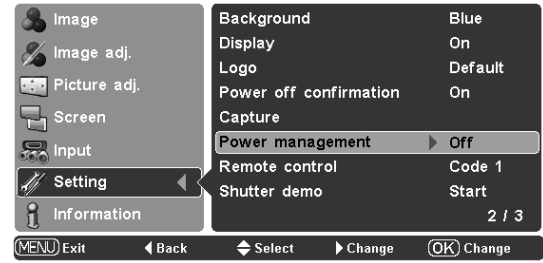 Image
Image adj.
Picture adj.
Screen
Input
Setting
Information
Background Blue
Display On
Logo Default
Power off confirmation On
Capture
Power management Off
Remote control Code 1
Shutter demo Start
2 / 3
MENU Exit Back Select Change OK Change